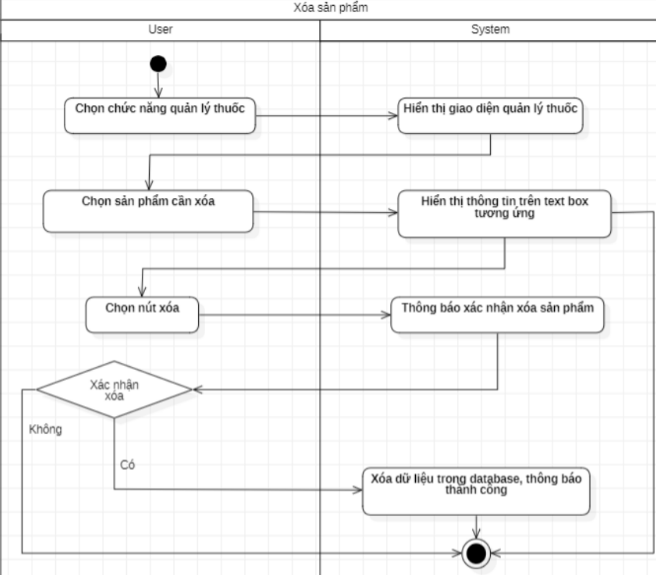 Xóa sản phẩm
User
System
Chọn chức năng quản lý thuốc
Hiển thị giao diện quản lý thuốc
Chọn sản phẩm cần xóa
Hiển thị thông tin trên text box
tương ứng
Chọn nút xóa
Thông báo xác nhận xóa sản phẩm
Xác nhận
xóa
Không
Có
Xóa dữ liệu trong database, thông báo
thành công